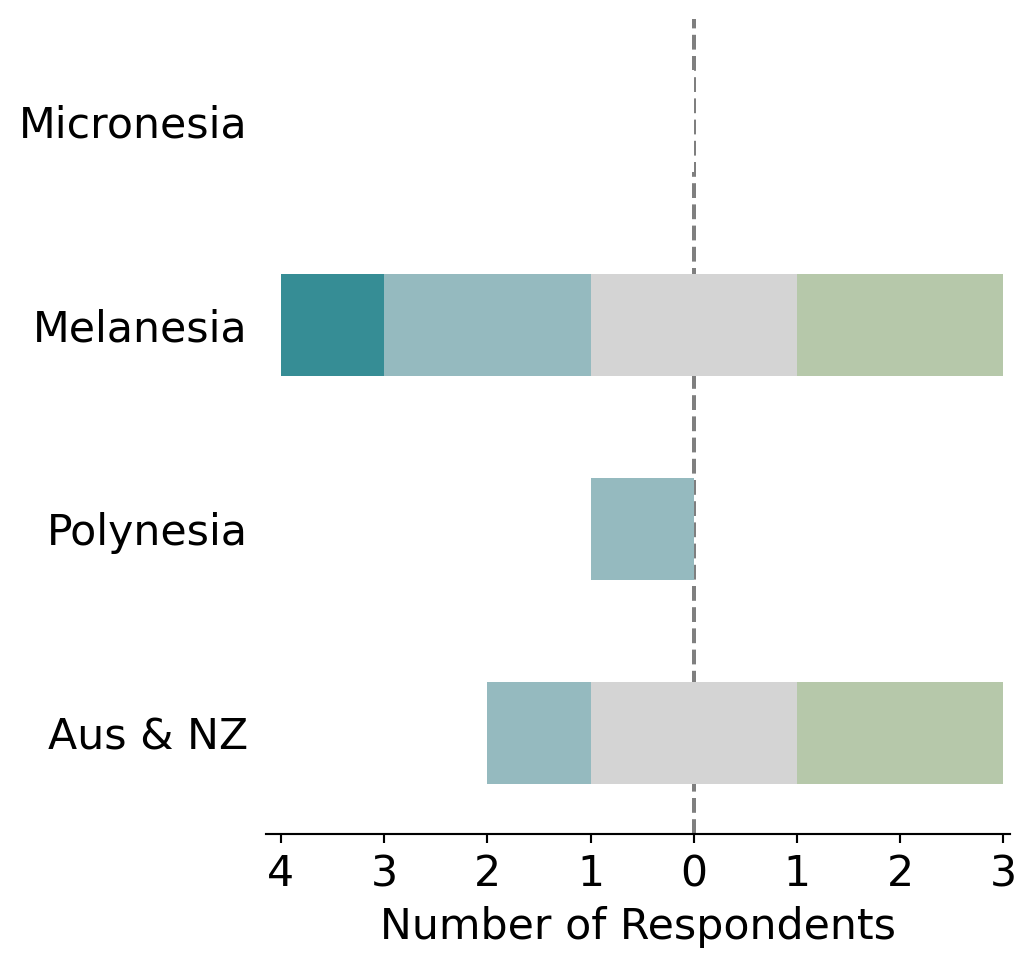 Micronesia
Melanesia
Polynesia
Aus & NZ
4 3 2 1 0 1 2 3
Number of Respondents